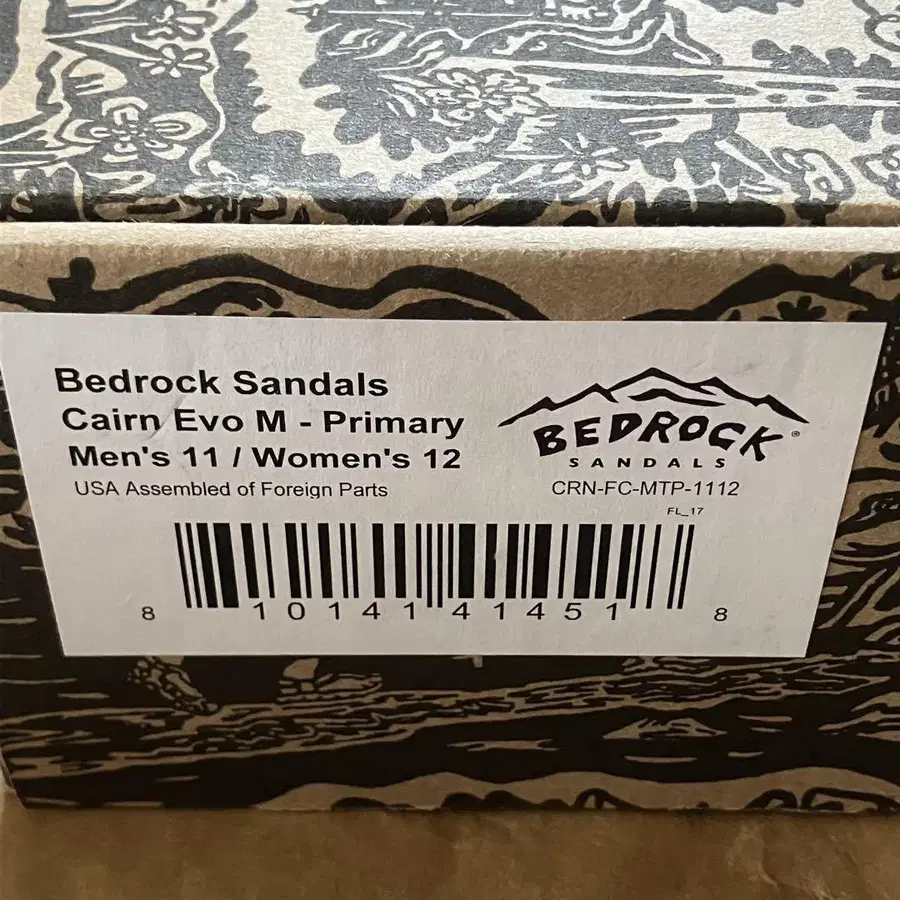 Bedrock Sandals
Cairn Evo M - Primary
Men's 11 / Women's 12
USA Assembled of Foreign Parts
BEDROCK®
SANDALS
CRN-FC-MTP-1112
FL_17
8 10141 41451 8